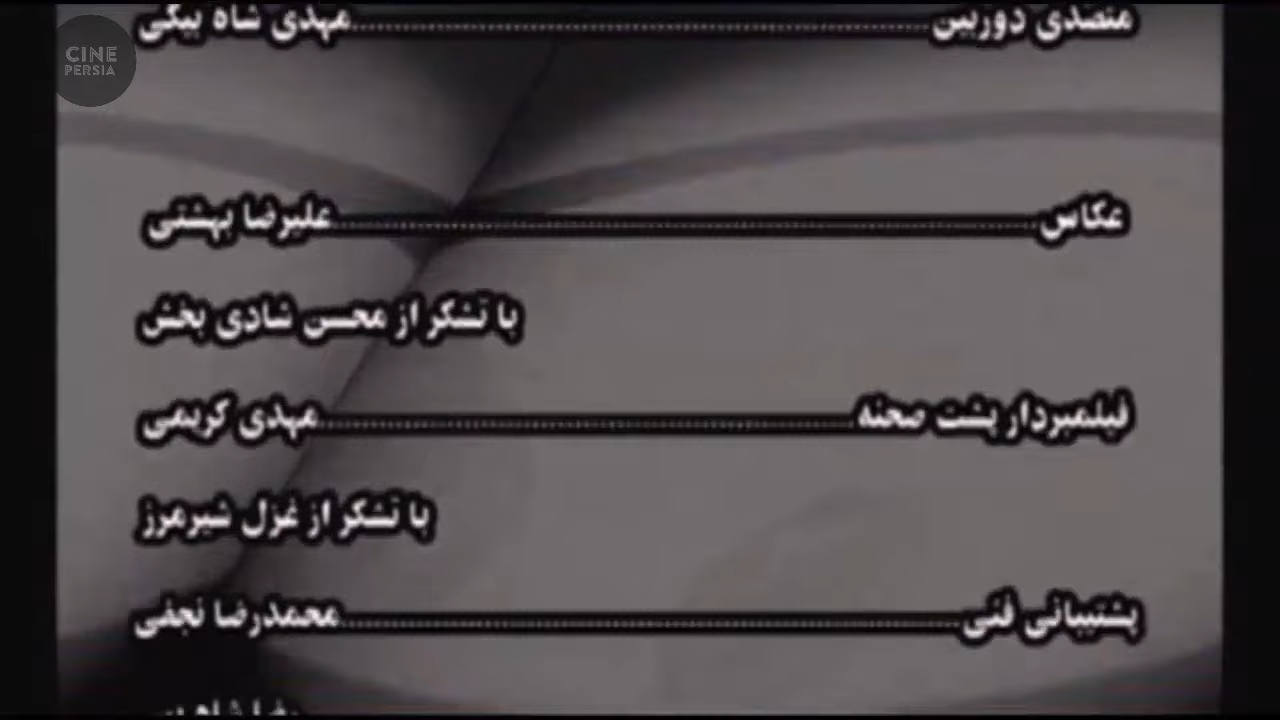 CINE
PERSIA
متصدی دوربین....................مهدی شاه بیگی
عکاس....................علیرضا بهشتی
با تشکر از محسن شادی بخش
فیلمبردار پشت صحنه....................مهدی کریمی
با تشکر از غزل شیرمرز
پشتیبانی فنی....................محمدرضا نجفی